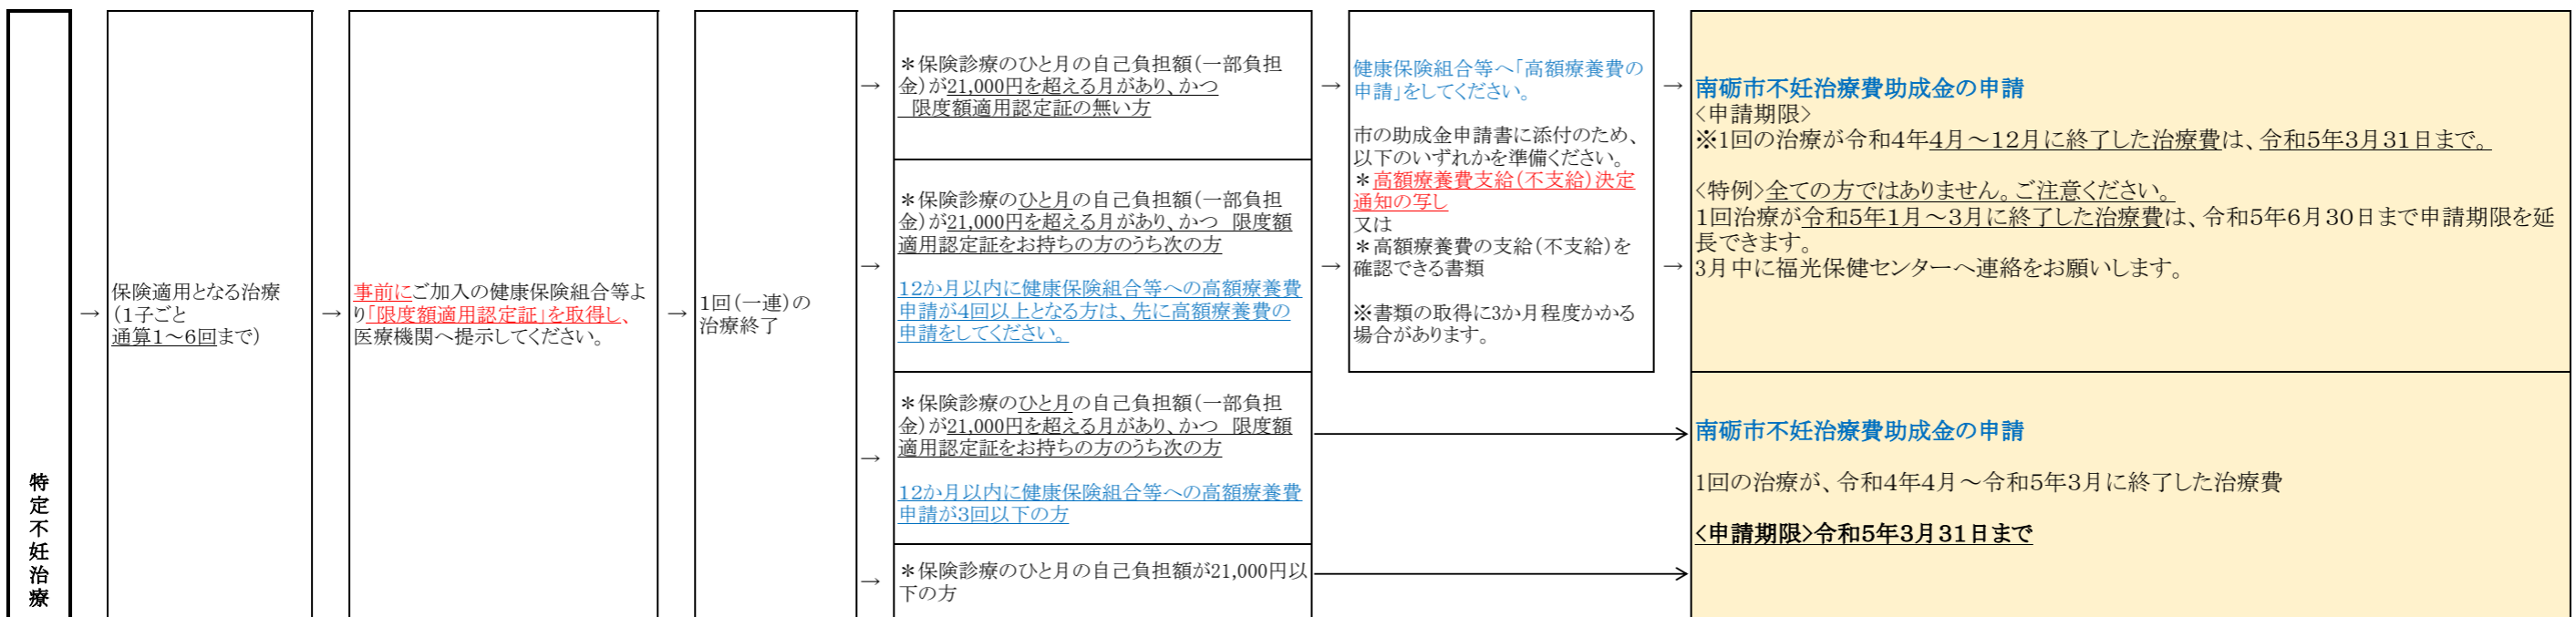 特定不妊治療
→
保険適用となる治療
(1子ごと
通算1～6回まで)
→
事前にご加入の健康保険組合等よ
り「限度額適用認定証」を取得し、
医療機関へ提示してください。
→
1回(一連)の
治療終了
→
＊保険診療のひと月の自己負担額(一部負担
金)が21,000円を超える月があり、かつ
限度額適用認定証の無い方
→
＊保険診療のひと月の自己負担額(一部負担
金)が21,000円を超える月があり、かつ　限度額
適用認定証をお持ちの方のうち次の方
12か月以内に健康保険組合等への高額療養費
申請が4回以上となる方は、先に高額療養費の
申請をしてください。
→
＊保険診療のひと月の自己負担額(一部負担
金)が21,000円を超える月があり、かつ　限度額
適用認定証をお持ちの方のうち次の方
12か月以内に健康保険組合等への高額療養費
申請が3回以下の方
→
＊保険診療のひと月の自己負担額が21,000円以
下の方
→
→
健康保険組合等へ「高額療養費の
申請」をしてください。
市の助成金申請書に添付のため、
以下のいずれかを準備ください。
＊高額療養費支給(不支給)決定
通知の写し
又は
＊高額療養費の支給(不支給)を
確認できる書類
※書類の取得に3か月程度かかる
場合があります。
→
→
南砺市不妊治療費助成金の申請
<申請期限>
※1回の治療が令和4年4月～12月に終了した治療費は、令和5年3月31日まで。
<特例>全ての方ではありません。ご注意ください。
1回治療が令和5年1月～3月に終了した治療費は、令和5年6月30日まで申請期限を延
長できます。
3月中に福光保健センターへ連絡をお願いします。
南砺市不妊治療費助成金の申請
1回の治療が、令和4年4月～令和5年3月に終了した治療費
<申請期限>令和5年3月31日まで